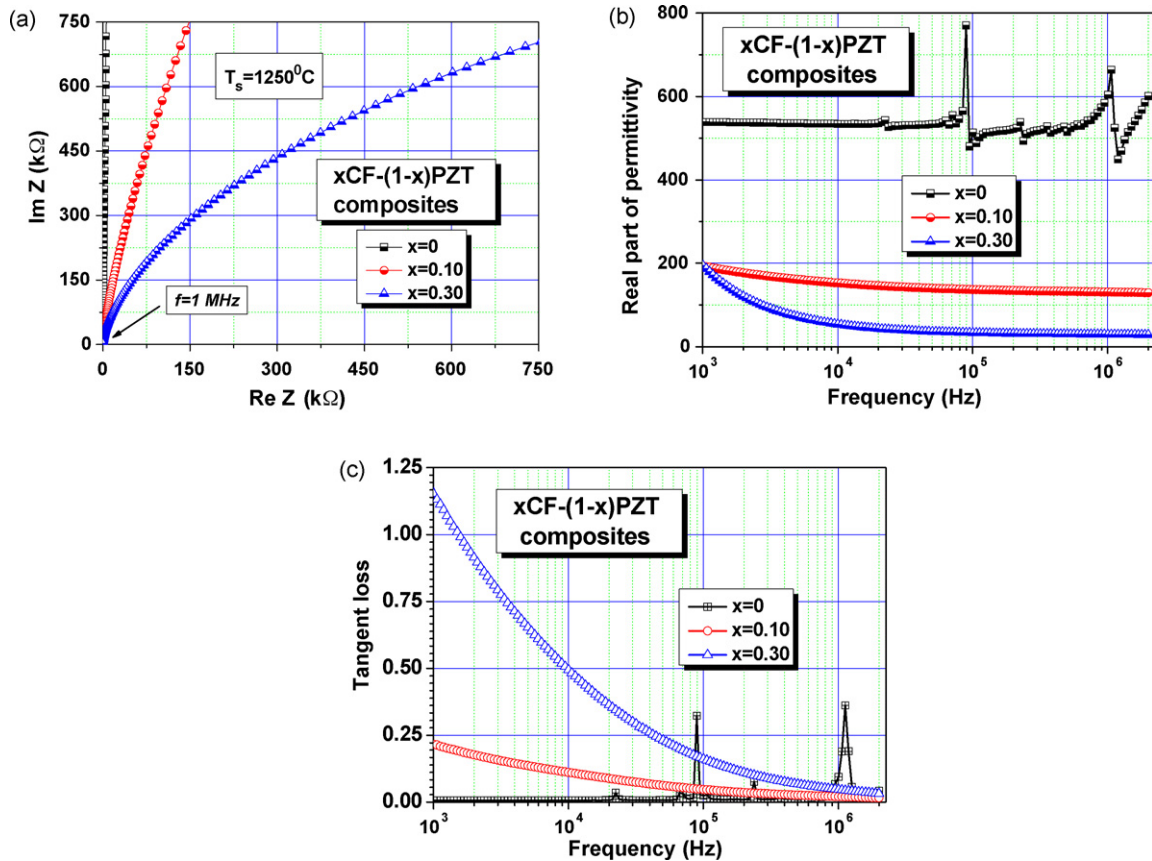 (a)
750
600
450
300
150
0
Im Z (kΩ)
T_s=1250⁰C
xCF-(1-x)PZT
composites
x=0
x=0.10
x=0.30
f=1 MHz
0 150 300 450 600 750
Re Z (kΩ)
(b)
800
600
400
200
0
Real part of permittivity
xCF-(1-x)PZT
composites
x=0
x=0.10
x=0.30
10³ 10⁴ 10⁵ 10⁶
Frequency (Hz)
(c)
1.25
1.00
0.75
0.50
0.25
0.00
Tangent loss
xCF-(1-x)PZT
composites
x=0
x=0.10
x=0.30
10³ 10⁴ 10⁵ 10⁶
Frequency (Hz)